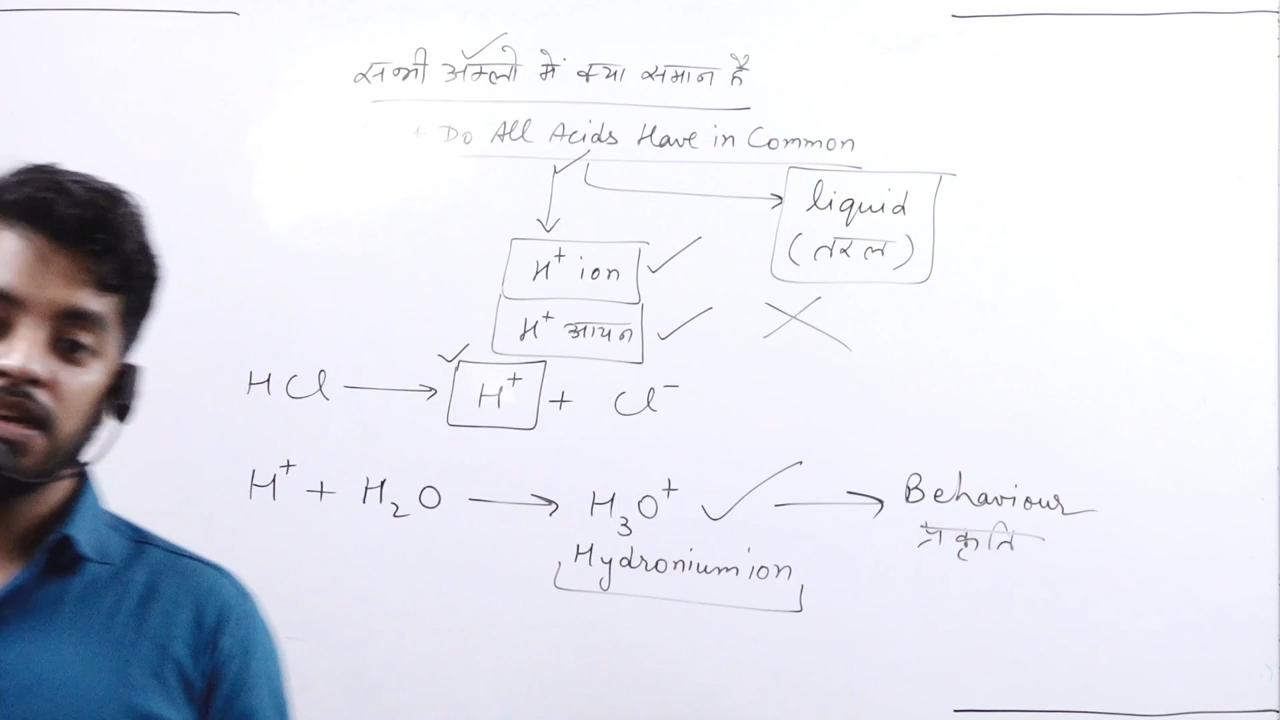 सभी अम्लो में क्या समान है
Do All Acids Have in Common
liquid
(तरल)
H⁺ ion
H⁺ आयन
HCl → H⁺ + Cl⁻
H⁺ + H₂O → H₃O⁺ → Behaviour
प्रकृति
Hydronium ion